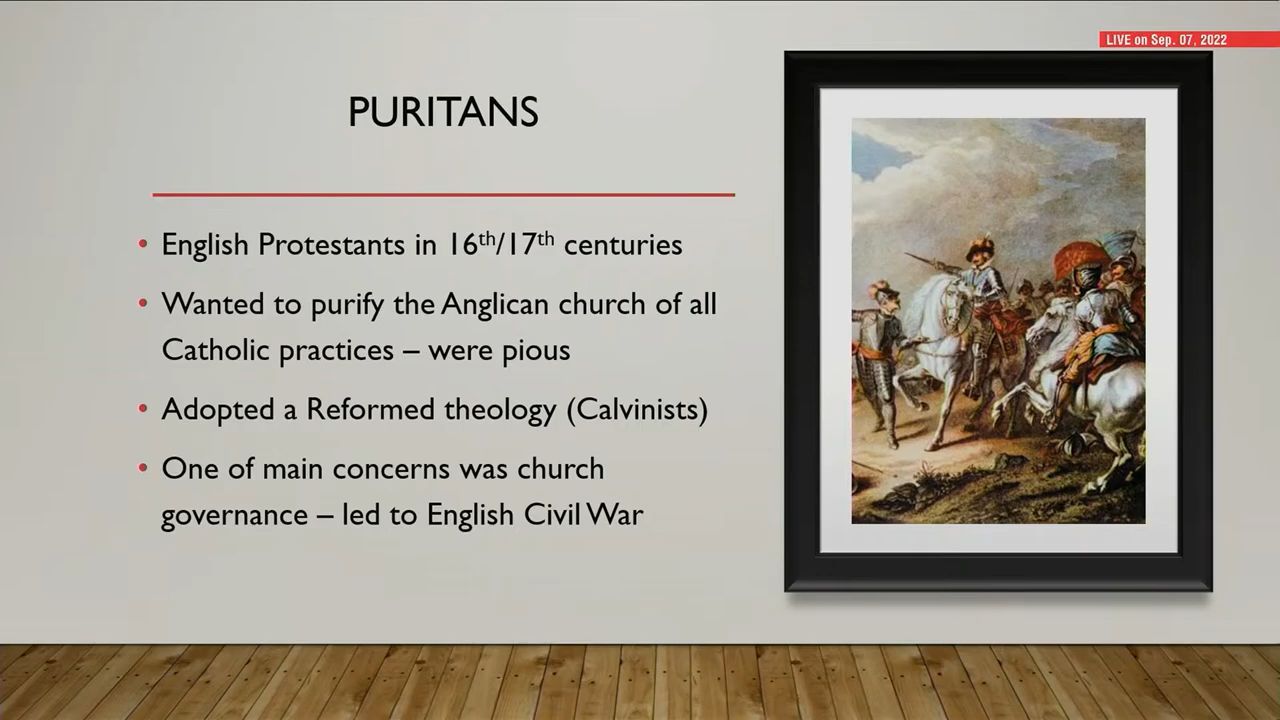 LIVE on Sep. 07, 2022
PURITANS
• English Protestants in 16th/17th centuries
• Wanted to purify the Anglican church of all
Catholic practices – were pious
• Adopted a Reformed theology (Calvinists)
• One of main concerns was church
governance – led to English Civil War